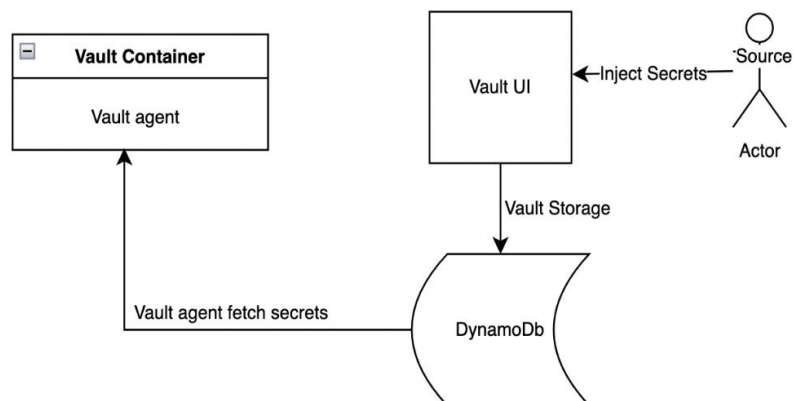 Vault Container
Vault agent
Vault UI
Inject Secrets
Source
Actor
Vault Storage
Vault agent fetch secrets
DynamoDb